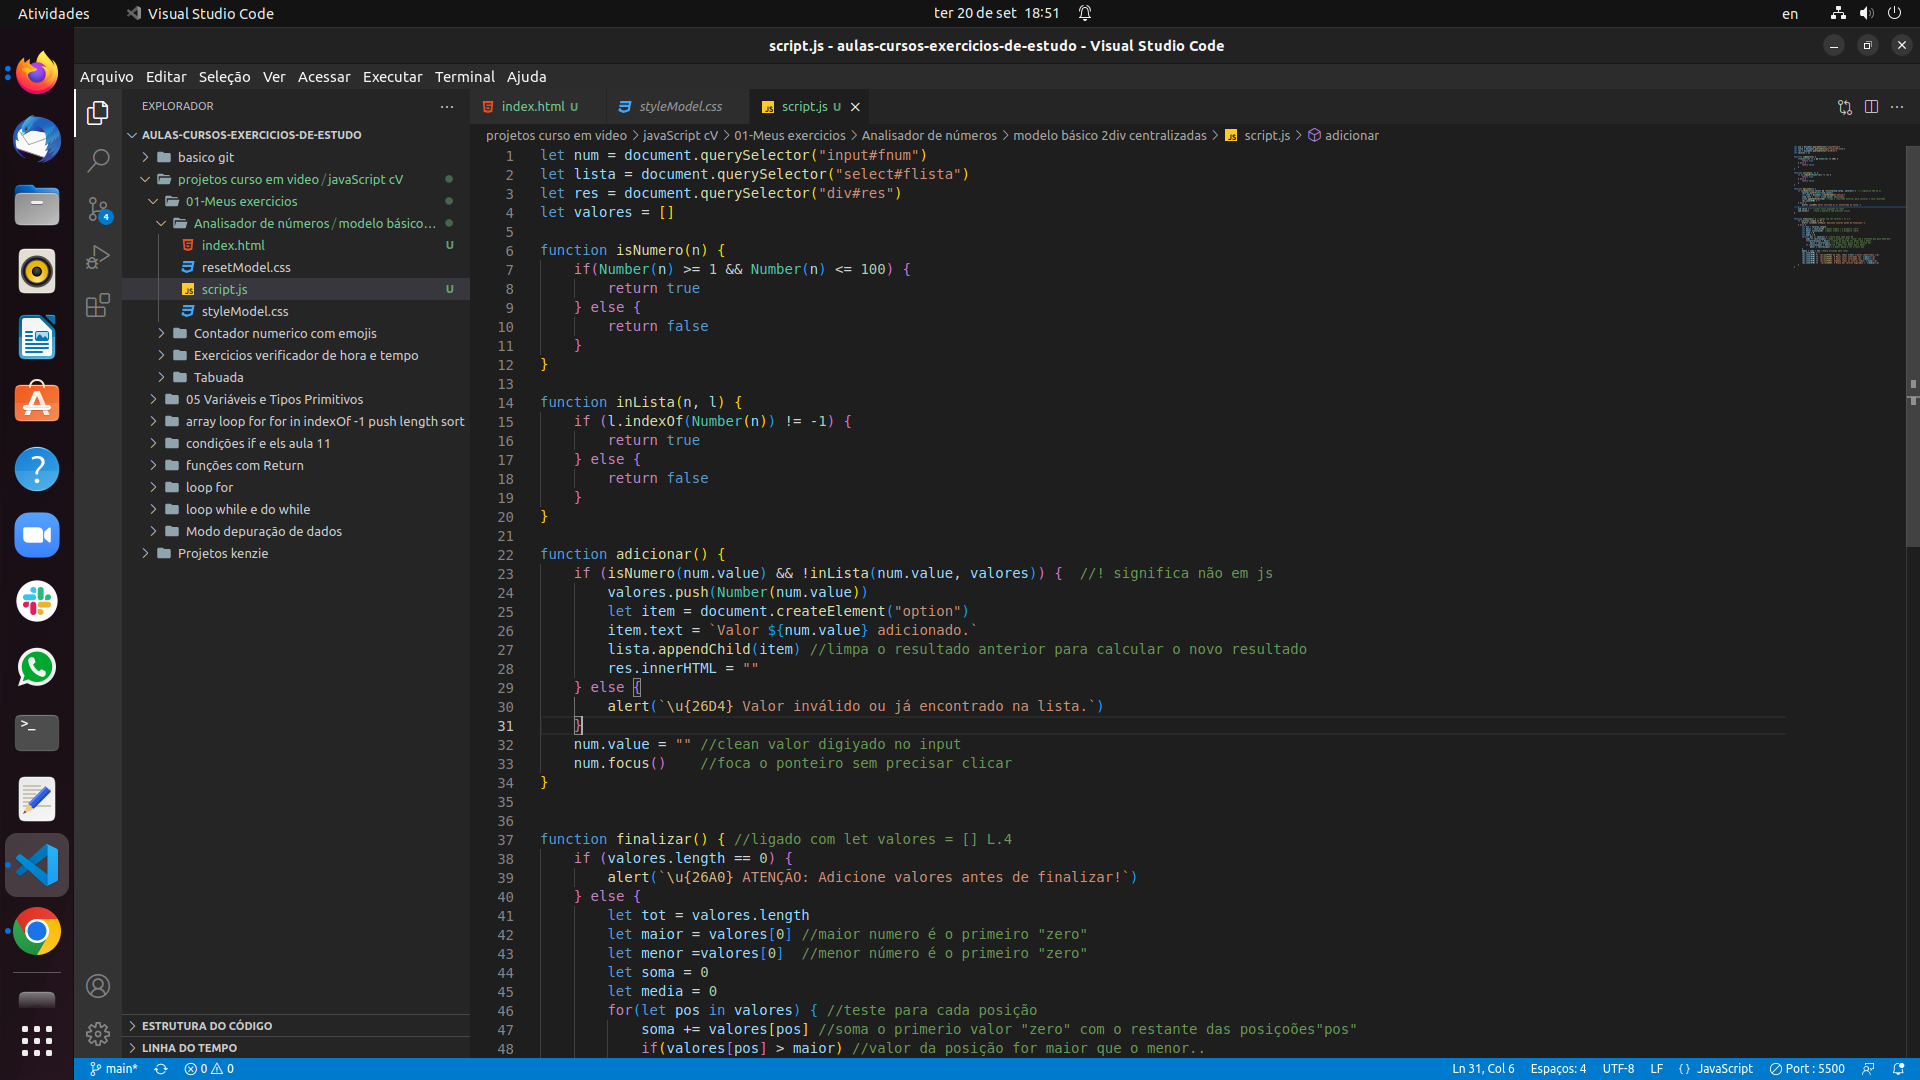 Atividades
Visual Studio Code
ter 20 de set 18:51
en
script.js - aulas-cursos-exercicios-de-estudo - Visual Studio Code
Arquivo Editar Seleção Ver Acessar Executar Terminal Ajuda
EXPLORADOR
AULAS-CURSOS-EXERCICIOS-DE-ESTUDO
basico git
projetos curso em video / javaScript cV
01-Meus exercicios
Analisador de números / modelo básico...
index.html U
resetModel.css
script.js U
styleModel.css
Contador numerico com emojis
Exercicios verificador de hora e tempo
Tabuada
05 Variáveis e Tipos Primitivos
array loop for for in indexOf -1 push length sort
condições if e els aula 11
funções com Return
loop for
loop while e do while
Modo depuração de dados
Projetos kenzie
ESTRUTURA DO CÓDIGO
LINHA DO TEMPO
4
index.html U
styleModel.css
JS script.js U
projetos curso em video > javaScript cV > 01-Meus exercicios > Analisador de números > modelo básico 2div centralizadas > JS script.js > adicionar
1 let num = document.querySelector("input#fnum")
2 let lista = document.querySelector("select#flista")
3 let res = document.querySelector("div#res")
4 let valores = []
5
6 function isNumero(n) {
7     if(Number(n) >= 1 && Number(n) <= 100) {
8         return true
9     } else {
10         return false
11     }
12 }
13
14 function inLista(n, l) {
15     if (l.indexOf(Number(n)) != -1) {
16         return true
17     } else {
18         return false
19     }
20 }
21
22 function adicionar() {
23     if (isNumero(num.value) && !inLista(num.value, valores)) {  //! significa não em js
24         valores.push(Number(num.value))
25         let item = document.createElement("option")
26         item.text = `Valor ${num.value} adicionado.`
27         lista.appendChild(item) //limpa o resultado anterior para calcular o novo resultado
28         res.innerHTML = ""
29     } else {
30         alert(`\u{26D4} Valor inválido ou já encontrado na lista.`)
31     }
32     num.value = "" //clean valor digiyado no input
33     num.focus()    //foca o ponteiro sem precisar clicar
34 }
35
36
37 function finalizar() { //ligado com let valores = [] L.4
38     if (valores.length == 0) {
39         alert(`\u{26A0} ATENÇÃO: Adicione valores antes de finalizar!`)
40     } else {
41         let tot = valores.length
42         let maior = valores[0] //maior numero é o primeiro "zero"
43         let menor =valores[0]  //menor número é o primeiro "zero"
44         let soma = 0
45         let media = 0
46         for(let pos in valores) { //teste para cada posição
47             soma += valores[pos] //soma o primerio valor "zero" com o restante das posiçoões"pos"
48             if(valores[pos] > maior) //valor da posição for maior que o menor..
main* 0 0
Ln 31, Col 6 Espaços: 4 UTF-8 LF {} JavaScript Port : 5500